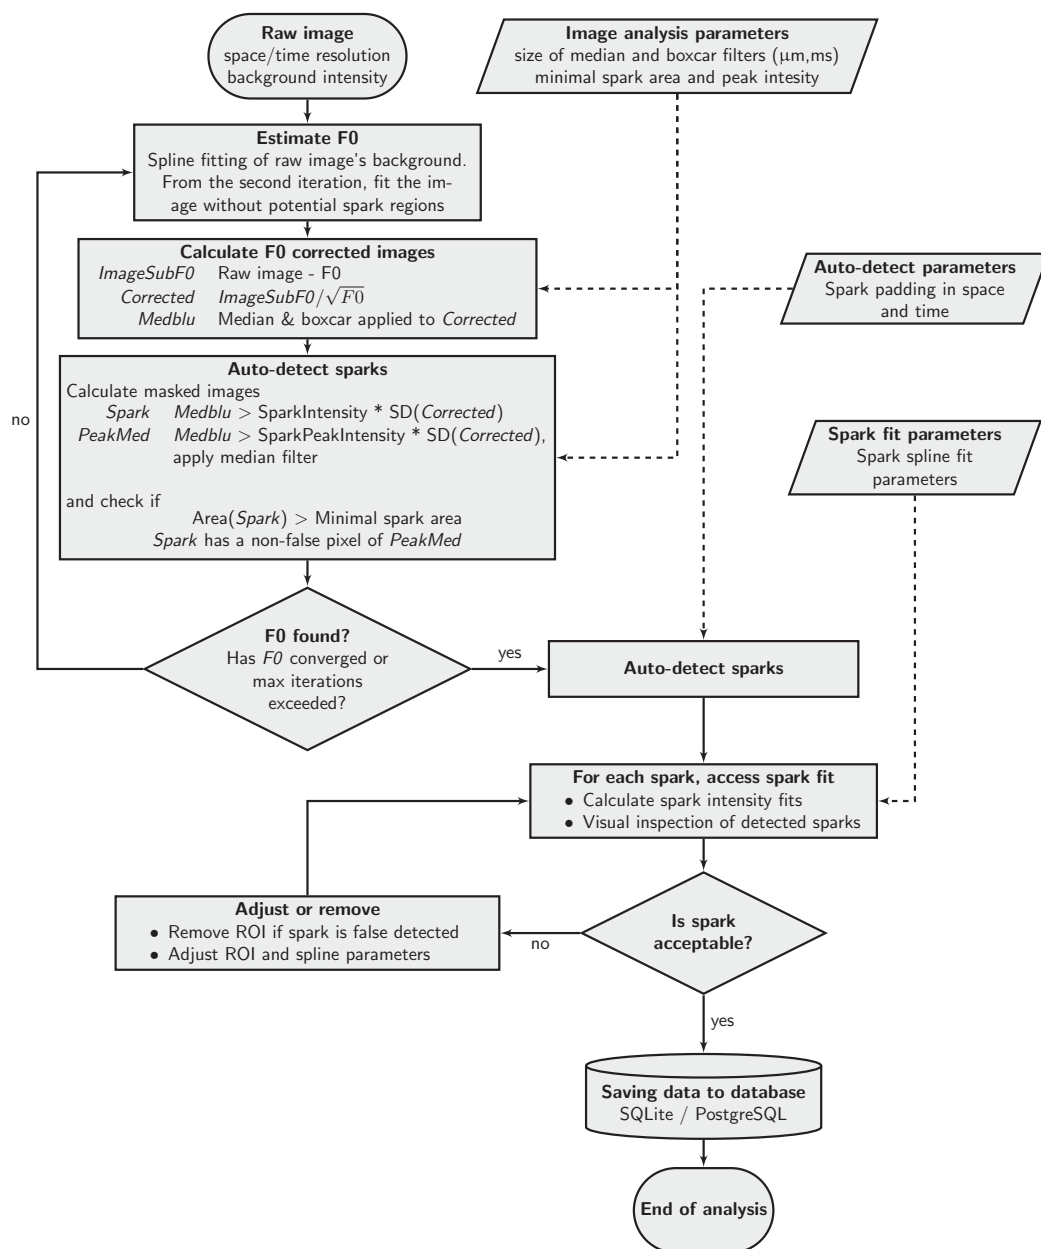 Raw image
space/time resolution
background intensity
Image analysis parameters
size of median and boxcar filters (μm,ms)
minimal spark area and peak intesity
Estimate F0
Spline fitting of raw image's background.
From the second iteration, fit the im-
age without potential spark regions
Calculate F0 corrected images
ImageSubF0 Raw image - F0
Corrected ImageSubF0/√F0
Medblu Median & boxcar applied to Corrected
Auto-detect parameters
Spark padding in space
and time
Auto-detect sparks
Calculate masked images
Spark Medblu > SparkIntensity * SD(Corrected)
PeakMed Medblu > SparkPeakIntensity * SD(Corrected),
apply median filter
and check if
Area(Spark) > Minimal spark area
Spark has a non-false pixel of PeakMed
no
Spark fit parameters
Spark spline fit
parameters
F0 found?
Has F0 converged or
max iterations
exceeded?
yes
Auto-detect sparks
For each spark, access spark fit
• Calculate spark intensity fits
• Visual inspection of detected sparks
Adjust or remove
• Remove ROI if spark is false detected
• Adjust ROI and spline parameters
no
Is spark
acceptable?
yes
Saving data to database
SQLite / PostgreSQL
End of analysis